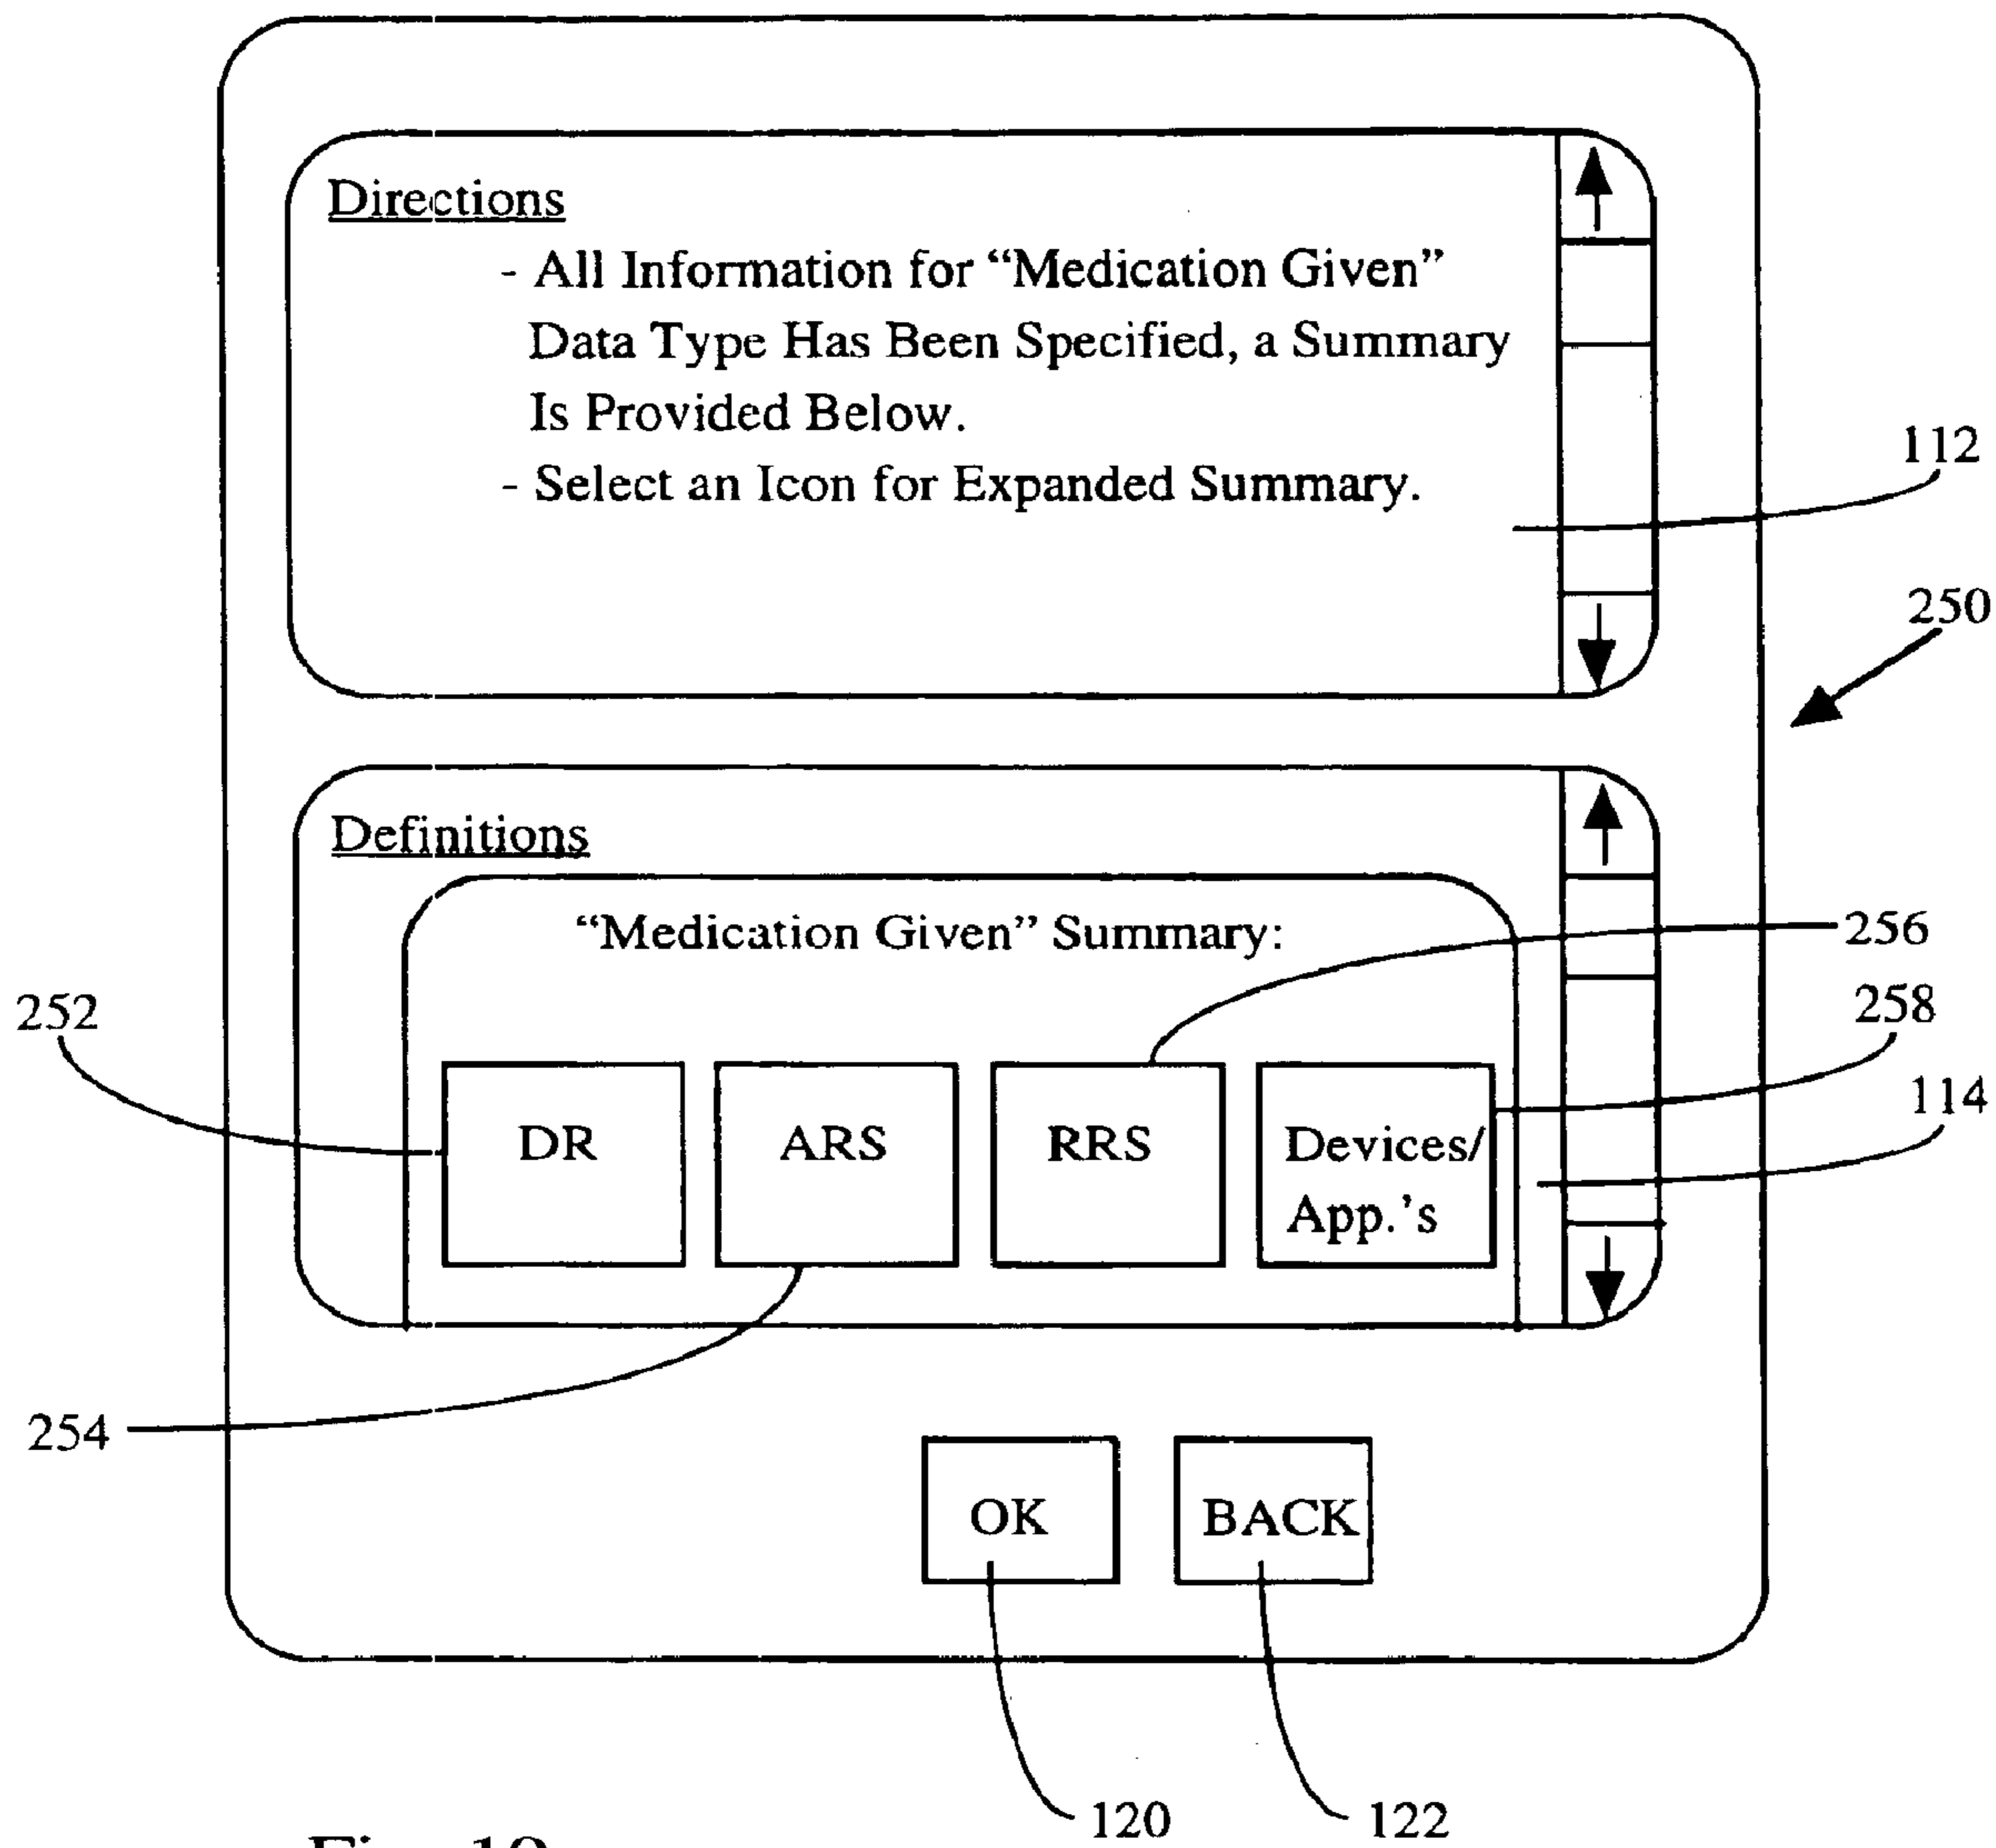 Directions
- All Information for “Medication Given”
Data Type Has Been Specified, a Summary
Is Provided Below.
- Select an Icon for Expanded Summary.
112
250
Definitions
“Medication Given” Summary:
256
252
258
114
DR
ARS
RRS
Devices/
App.'s
254
OK
BACK
120
122